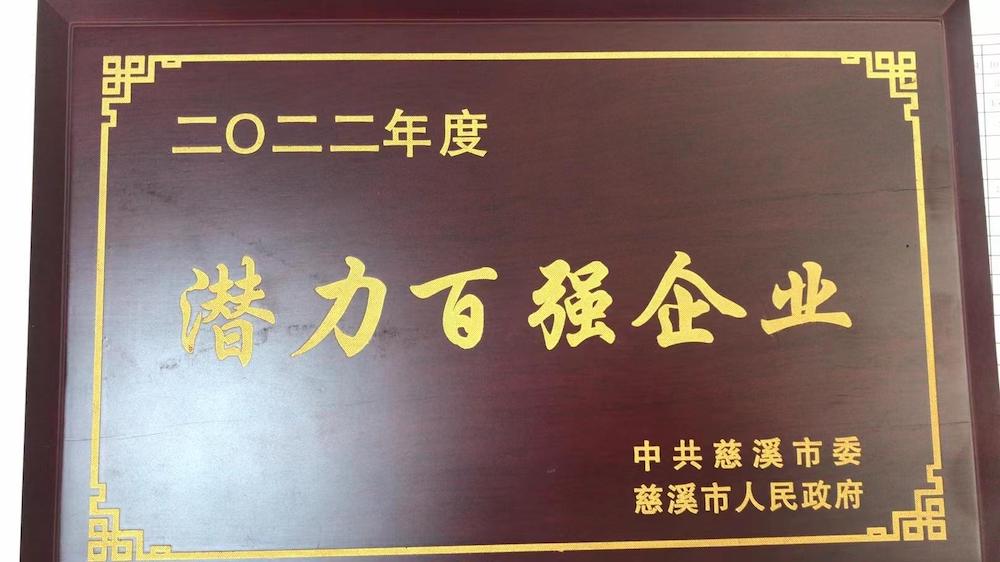 二〇二二年度
潜力百强企业
中共慈溪市委
慈溪市人民政府